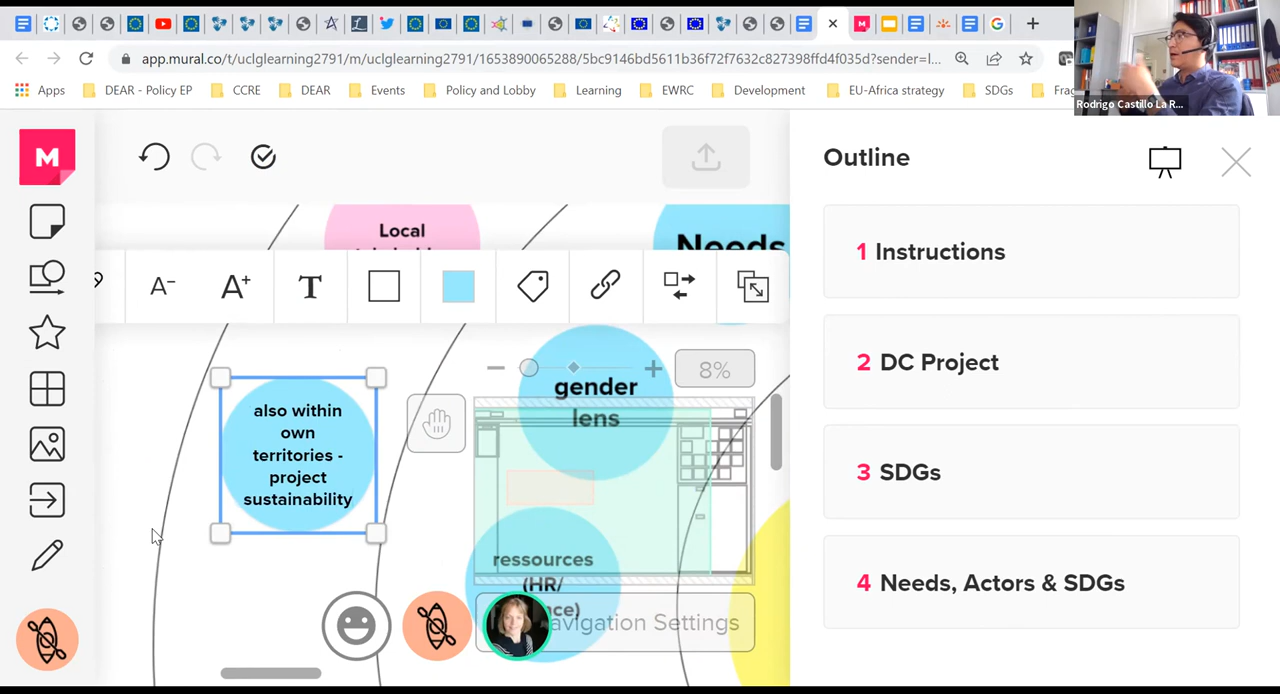 app.mural.co/t/uclglearning2791/m/uclglearning2791/1653890065288/5bc9146bd5611b36f72f7632c827398ffd4f035d?sender=I...
Apps
DEAR - Policy EP
CCRE
DEAR
Events
Policy and Lobby
Learning
EWRC
Development
EU-Africa strategy
SDGs
Rodrigo Castillo La R...
M
Outline
1 Instructions
2 DC Project
3 SDGs
4 Needs, Actors & SDGs
Local
Needs
A-
A+
T
8%
gender
lens
also within
own
territories -
project
sustainability
ressources
(HR/
Navigation Settings